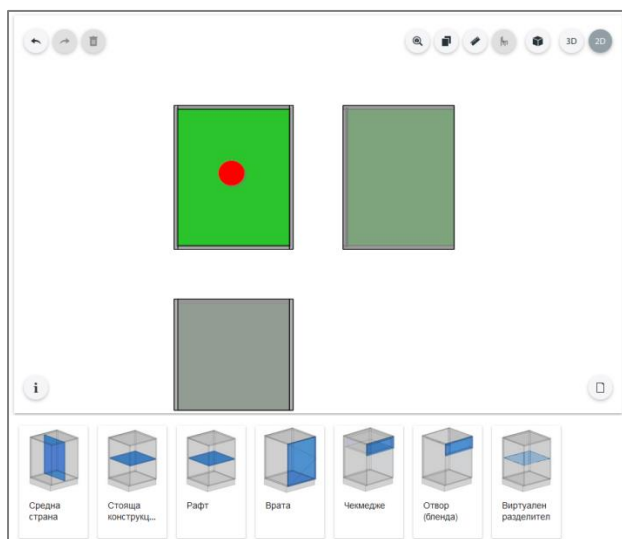 3D
2D
i
Средна
страна
Стояща
конструкц...
Рафт
Врата
Чекмедже
Отвор
(бленда)
Виртуален
разделител